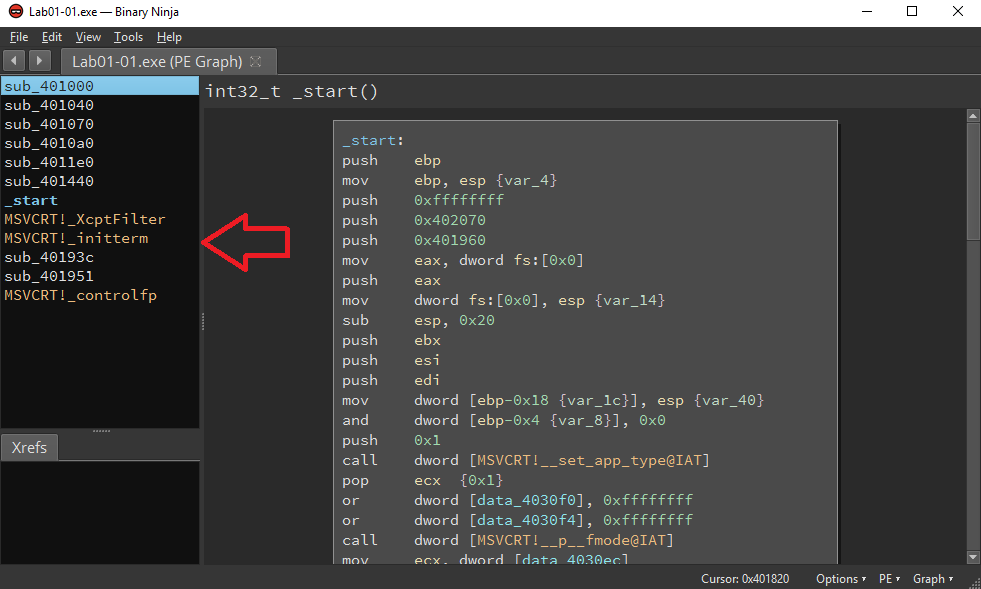 Lab01-01.exe — Binary Ninja
File Edit View Tools Help
Lab01-01.exe (PE Graph)
sub_401000
sub_401040
sub_401070
sub_4010a0
sub_4011e0
sub_401440
_start
MSVCRT!_XcptFilter
MSVCRT!_initterm
sub_40193c
sub_401951
MSVCRT!_controlfp
Xrefs
int32_t _start()
_start:
push ebp
mov ebp, esp {var_4}
push 0xffffffff
push 0x402070
push 0x401960
mov eax, dword fs:[0x0]
push eax
mov dword fs:[0x0], esp {var_14}
sub esp, 0x20
push ebx
push esi
push edi
mov dword [ebp-0x18 {var_1c}], esp {var_40}
and dword [ebp-0x4 {var_8}], 0x0
push 0x1
call dword [MSVCRT!__set_app_type@IAT]
pop ecx {0x1}
or dword [data_4030f0], 0xffffffff
or dword [data_4030f4], 0xffffffff
call dword [MSVCRT!__p__fmode@IAT]
mov ecx, dword [data_4030ec]
Cursor: 0x401820 Options PE Graph